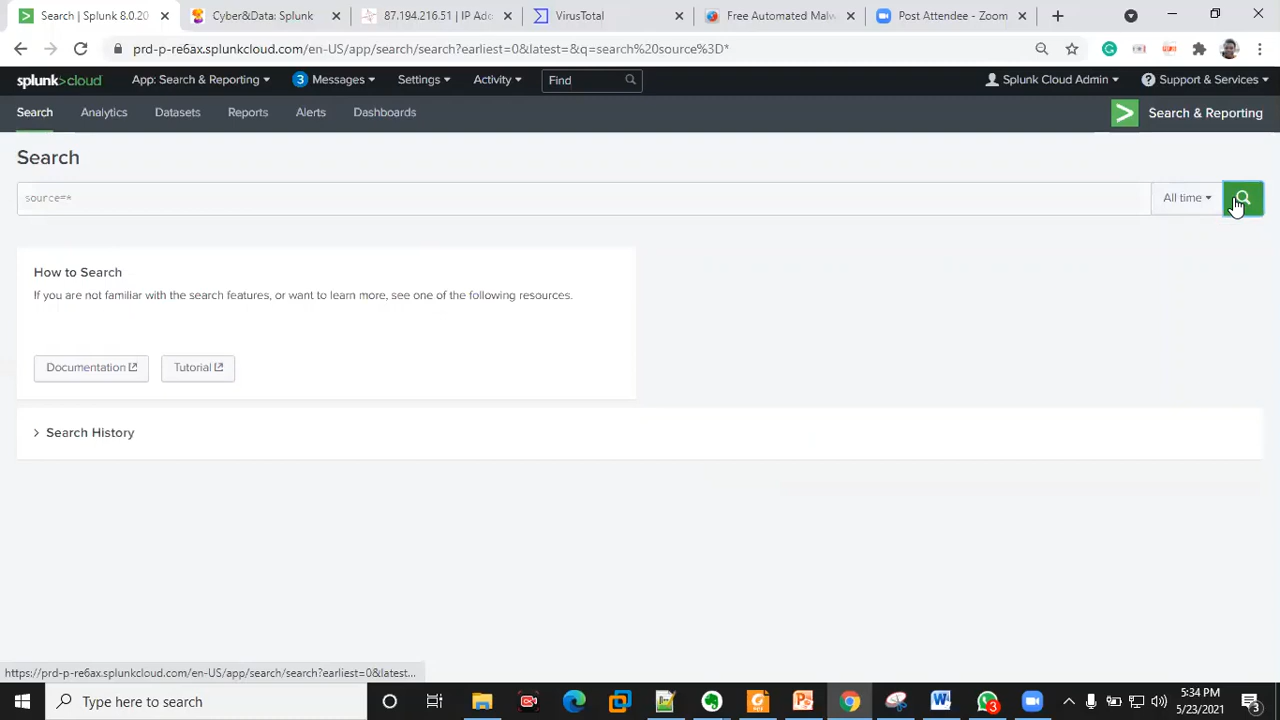 Search | Splunk 8.0.20
Cyber&Data: Splunk
87.194.216.51 | IP Ado
VirusTotal
Free Automated Malw
Post Attendee - Zoom
prd-p-re6ax.splunkcloud.com/en-US/app/search/search?earliest=0&latest=&q=search%20source%3D*
splunk>cloud App: Search & Reporting 3 Messages Settings Activity Find Splunk Cloud Admin Support & Services
Search Analytics Datasets Reports Alerts Dashboards Search & Reporting
Search
source=* All time
How to Search
If you are not familiar with the search features, or want to learn more, see one of the following resources.
Documentation Tutorial
Search History
https://prd-p-re6ax.splunkcloud.com/en-US/app/search/search?earliest=0&latest...
Type here to search
3
5:34 PM
5/23/2021
3